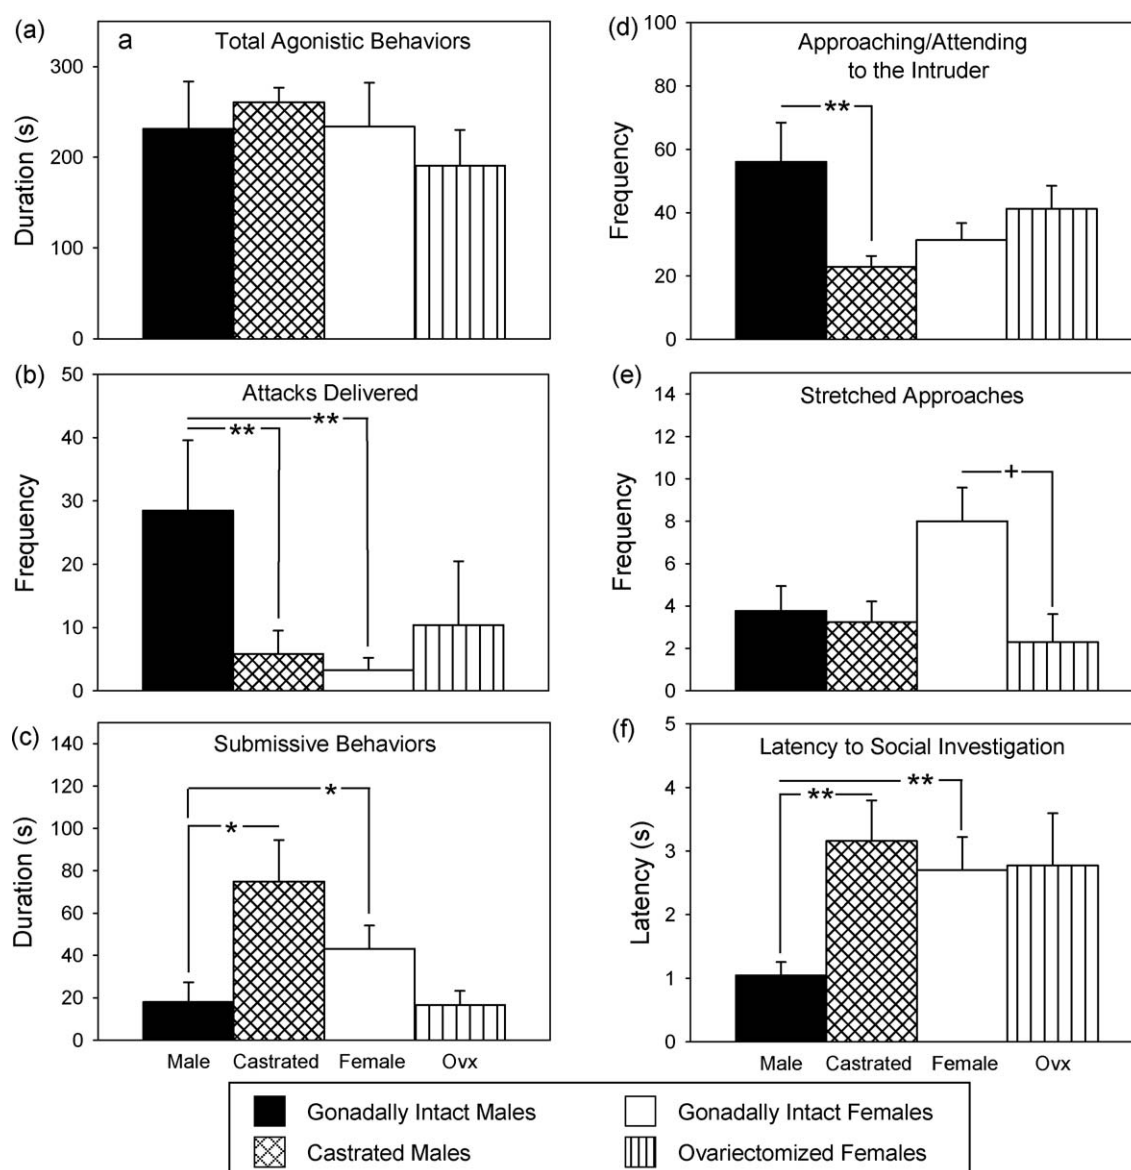 (a)
a
Total Agonistic Behaviors
Duration (s)
300
200
100
0
(b)
Attacks Delivered
Frequency
50
40
30
20
10
0
**
**
(c)
Submissive Behaviors
Duration (s)
140
120
100
80
60
40
20
0
*
*
Male Castrated Female Ovx
(d)
Approaching/Attending
to the Intruder
Frequency
100
80
60
40
20
0
**
(e)
Stretched Approaches
Frequency
14
12
10
8
6
4
2
0
+
(f)
Latency to Social Investigation
Latency (s)
5
4
3
2
1
0
**
**
Male Castrated Female Ovx
Gonadally Intact Males
Gonadally Intact Females
Castrated Males
Ovariectomized Females